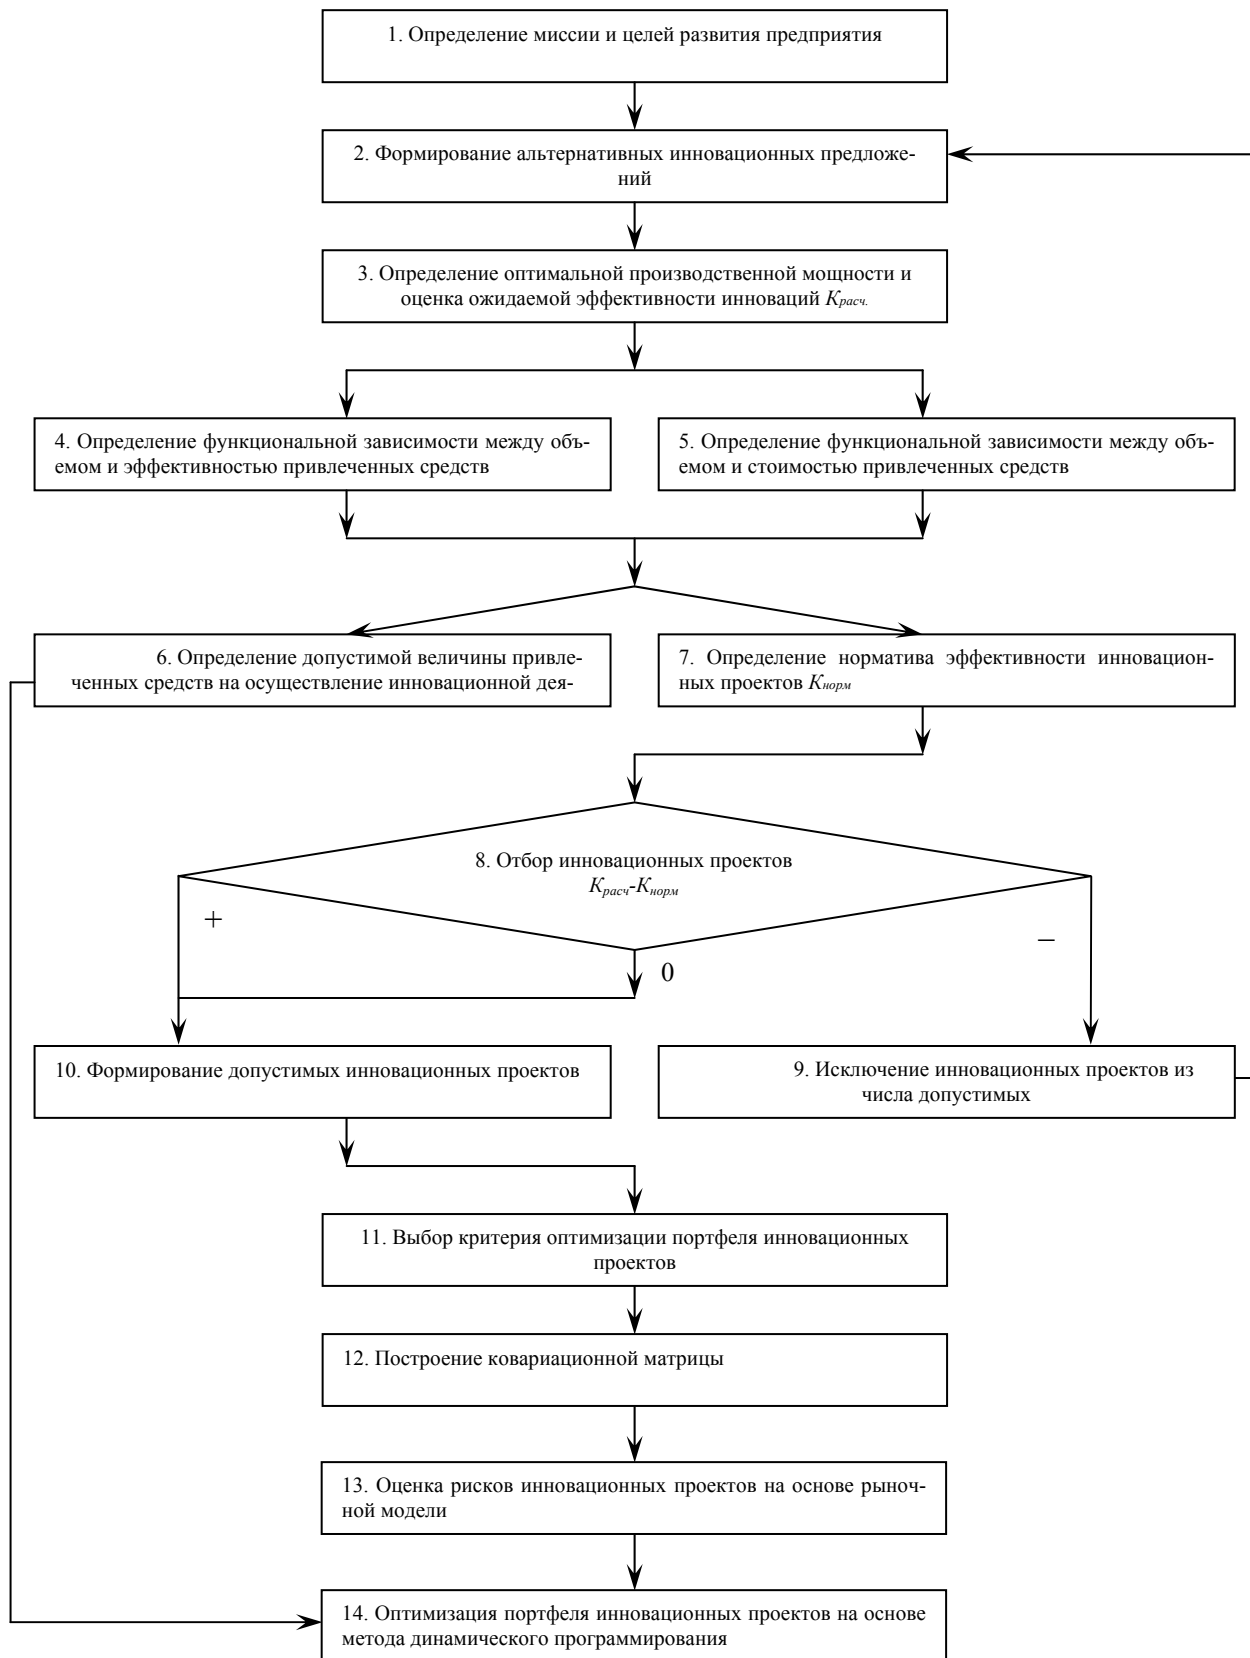 1. Определение миссии и целей развития предприятия
2. Формирование альтернативных инновационных предложе-
ний
3. Определение оптимальной производственной мощности и
оценка ожидаемой эффективности инноваций Kрасч.
4. Определение функциональной зависимости между объ-
емом и эффективностью привлеченных средств
5. Определение функциональной зависимости между объ-
емом и стоимостью привлеченных средств
6. Определение допустимой величины привле-
ченных средств на осуществление инновационной дея-
7. Определение норматива эффективности инновацион-
ных проектов Kнорм
8. Отбор инновационных проектов
Kрасч-Kнорм
+
–
0
10. Формирование допустимых инновационных проектов
9. Исключение инновационных проектов из
числа допустимых
11. Выбор критерия оптимизации портфеля инновационных
проектов
12. Построение ковариационной матрицы
13. Оценка рисков инновационных проектов на основе рыноч-
ной модели
14. Оптимизация портфеля инновационных проектов на основе
метода динамического программирования